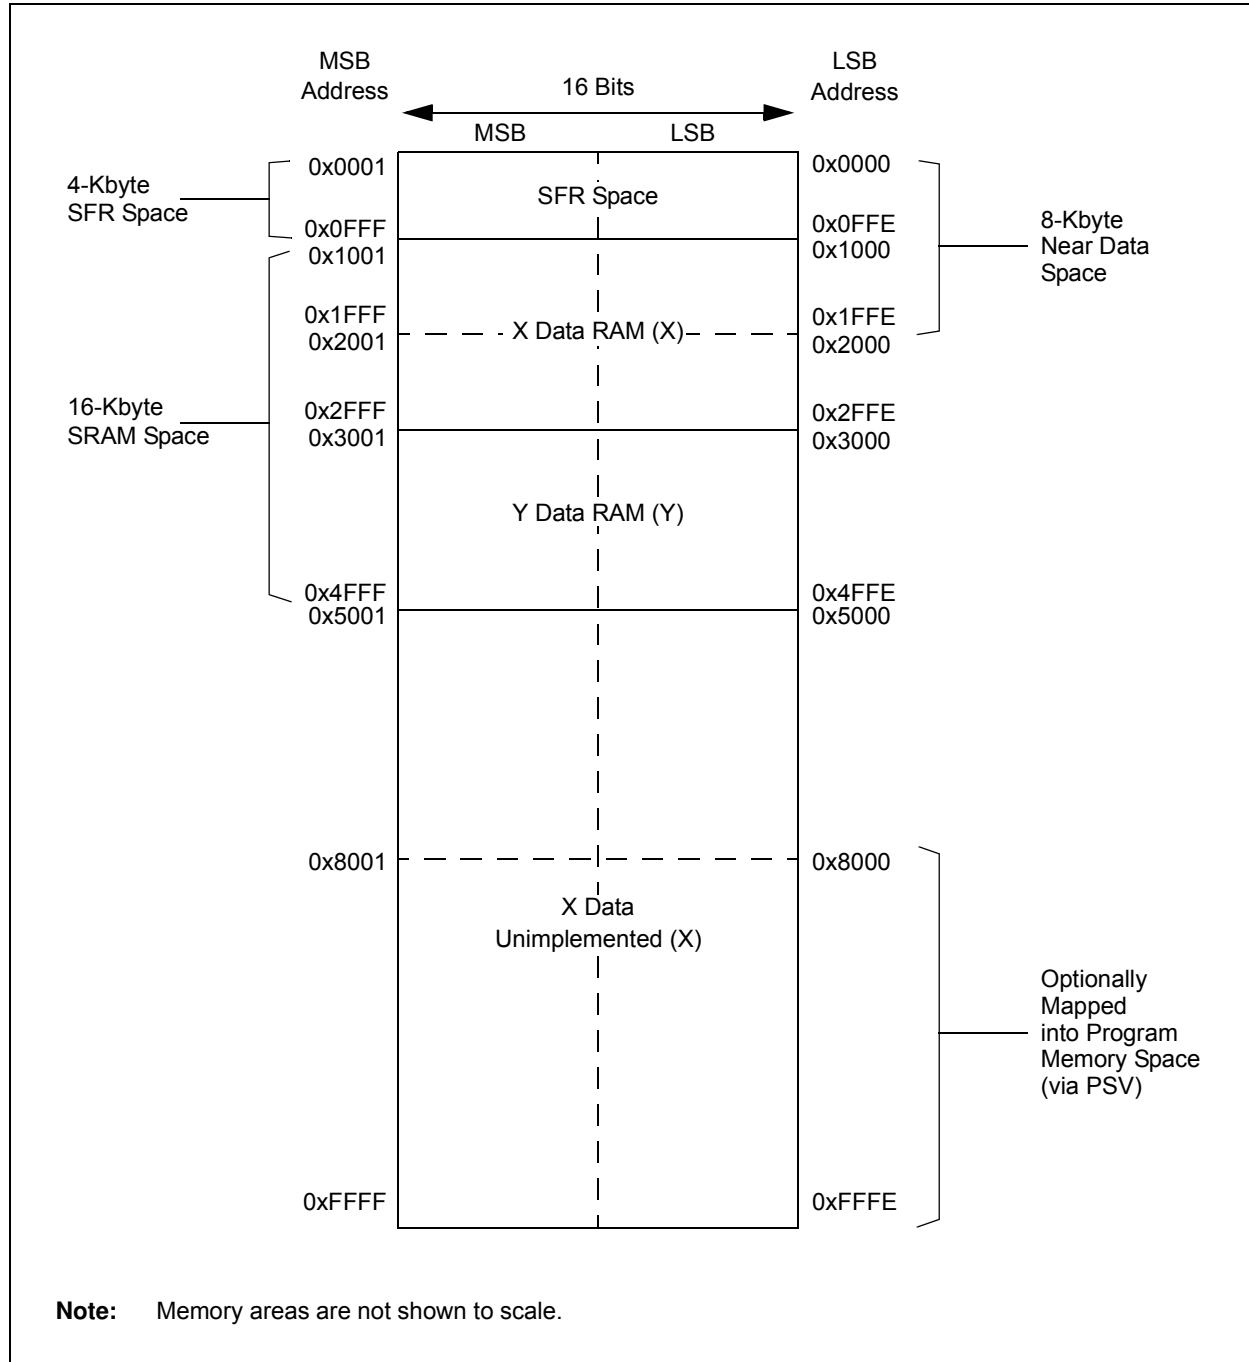 MSB
Address
LSB
Address
16 Bits
MSB
LSB
0x0001
0x0000
4-Kbyte
SFR Space
SFR Space
8-Kbyte
Near Data
Space
0x0FFF
0x0FFE
0x1001
0x1000
0x1FFF
0x1FFE
X Data RAM (X)
0x2001
0x2000
16-Kbyte
SRAM Space
0x2FFF
0x2FFE
0x3001
0x3000
Y Data RAM (Y)
0x4FFF
0x4FFE
0x5001
0x5000
0x8001
0x8000
X Data
Unimplemented (X)
Optionally
Mapped
into Program
Memory Space
(via PSV)
0xFFFF
0xFFFE
Note: Memory areas are not shown to scale.